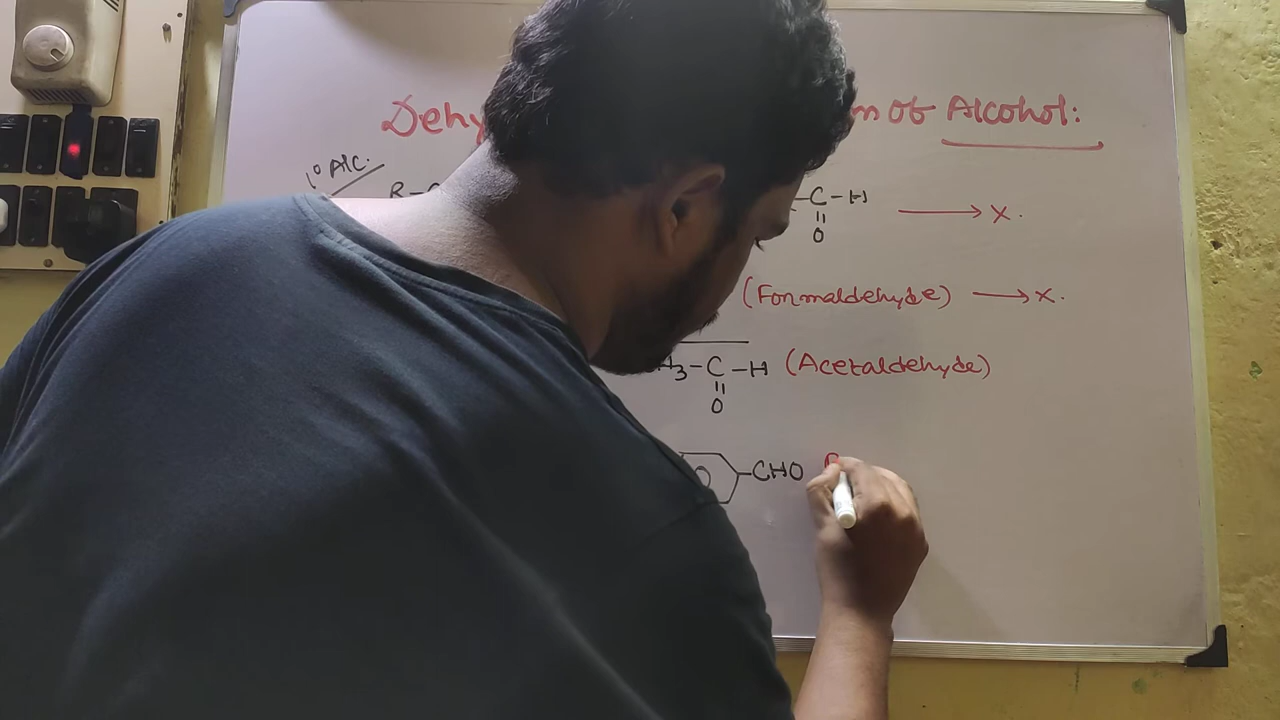 Dehy m of Alcohol:
1° Alc.
R-C -C-H → X.
||
O
(Formaldehyde) → X.
H3-C-H (Acetaldehyde)
||
O
-CHO